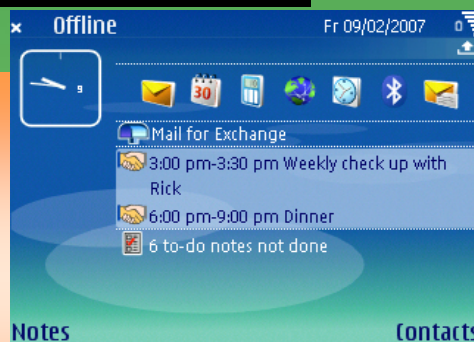 Offline
Fr 09/02/2007
9
30
Mail for Exchange
3:00 pm-3:30 pm Weekly check up with
Rick
6:00 pm-9:00 pm Dinner
6 to-do notes not done
Notes
Contacts